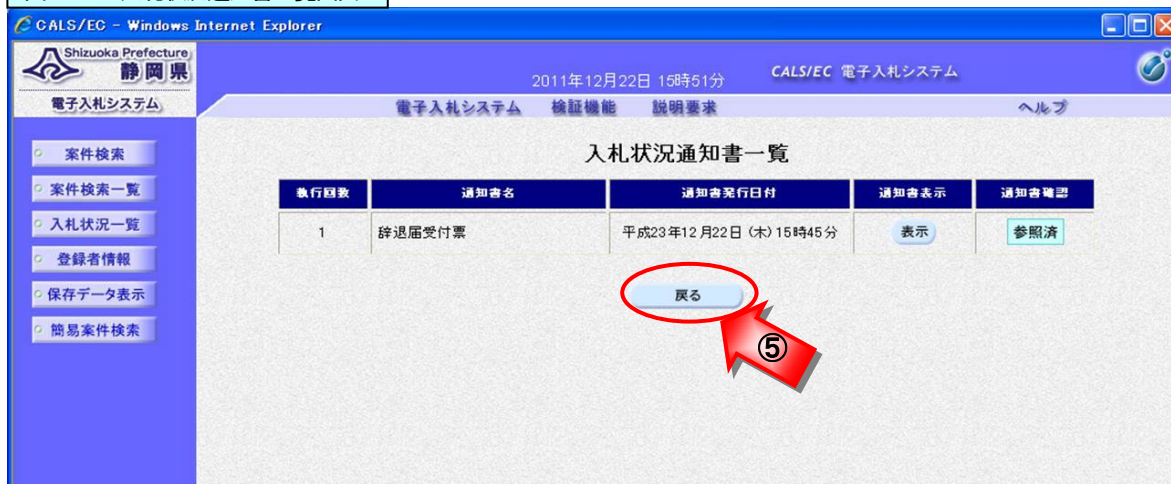 CALS/EC - Windows Internet Explorer
Shizuoka Prefecture
静岡県
2011年12月22日 15時51分
CALS/EC 電子入札システム
電子入札システム
電子入札システム 検証機能 説明要求 ヘルプ
案件検索
案件検索一覧
入札状況一覧
登録者情報
保存データ表示
簡易案件検索
入札状況通知書一覧
執行回数 通知書名 通知書発行日付 通知書表示 通知書確認
1 辞退届受付票 平成23年12月22日 (木) 15時45分 表示 参照済
戻る
⑤